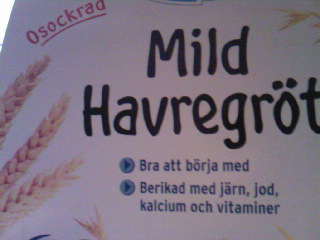 Osockrad
Mild
Havregröt
Bra att börja med
Berikad med järn, jod,
kalcium och vitaminer